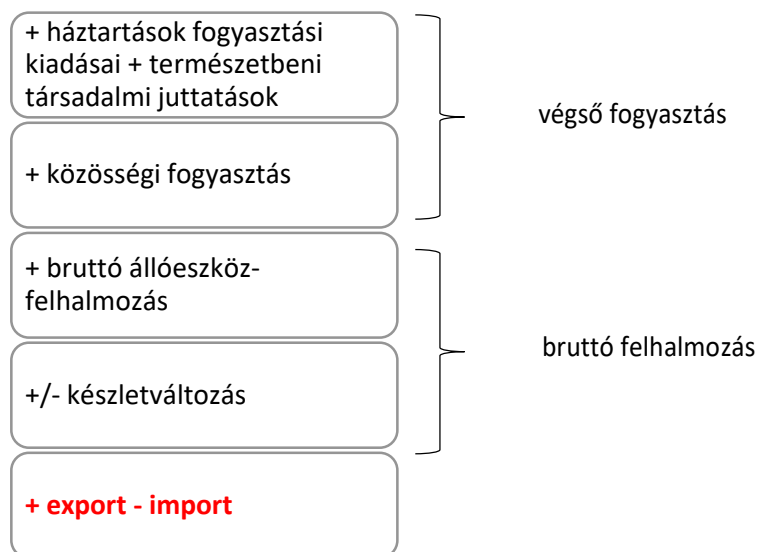 + háztartások fogyasztási
kiadásai + természetbeni
társadalmi juttatások
végső fogyasztás
+ közösségi fogyasztás
+ bruttó állóeszköz-
felhalmozás
bruttó felhalmozás
+/- készletváltozás
+ export - import